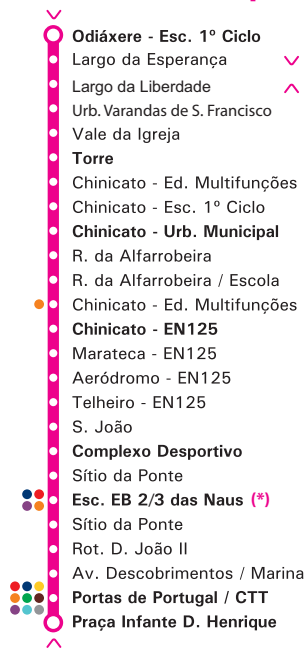 Odiáxere - Esc. 1º Ciclo
Largo da Esperança
Largo da Liberdade
Urb. Varandas de S. Francisco
Vale da Igreja
Torre
Chinicato - Ed. Multifunções
Chinicato - Esc. 1º Ciclo
Chinicato - Urb. Municipal
R. da Alfarrobeira
R. da Alfarrobeira / Escola
Chinicato - Ed. Multifunções
Chinicato - EN125
Marateca - EN125
Aeródromo - EN125
Telheiro - EN125
S. João
Complexo Desportivo
Sítio da Ponte
Esc. EB 2/3 das Naus (*)
Sítio da Ponte
Rot. D. João II
Av. Descobrimentos / Marina
Portas de Portugal / CTT
Praça Infante D. Henrique